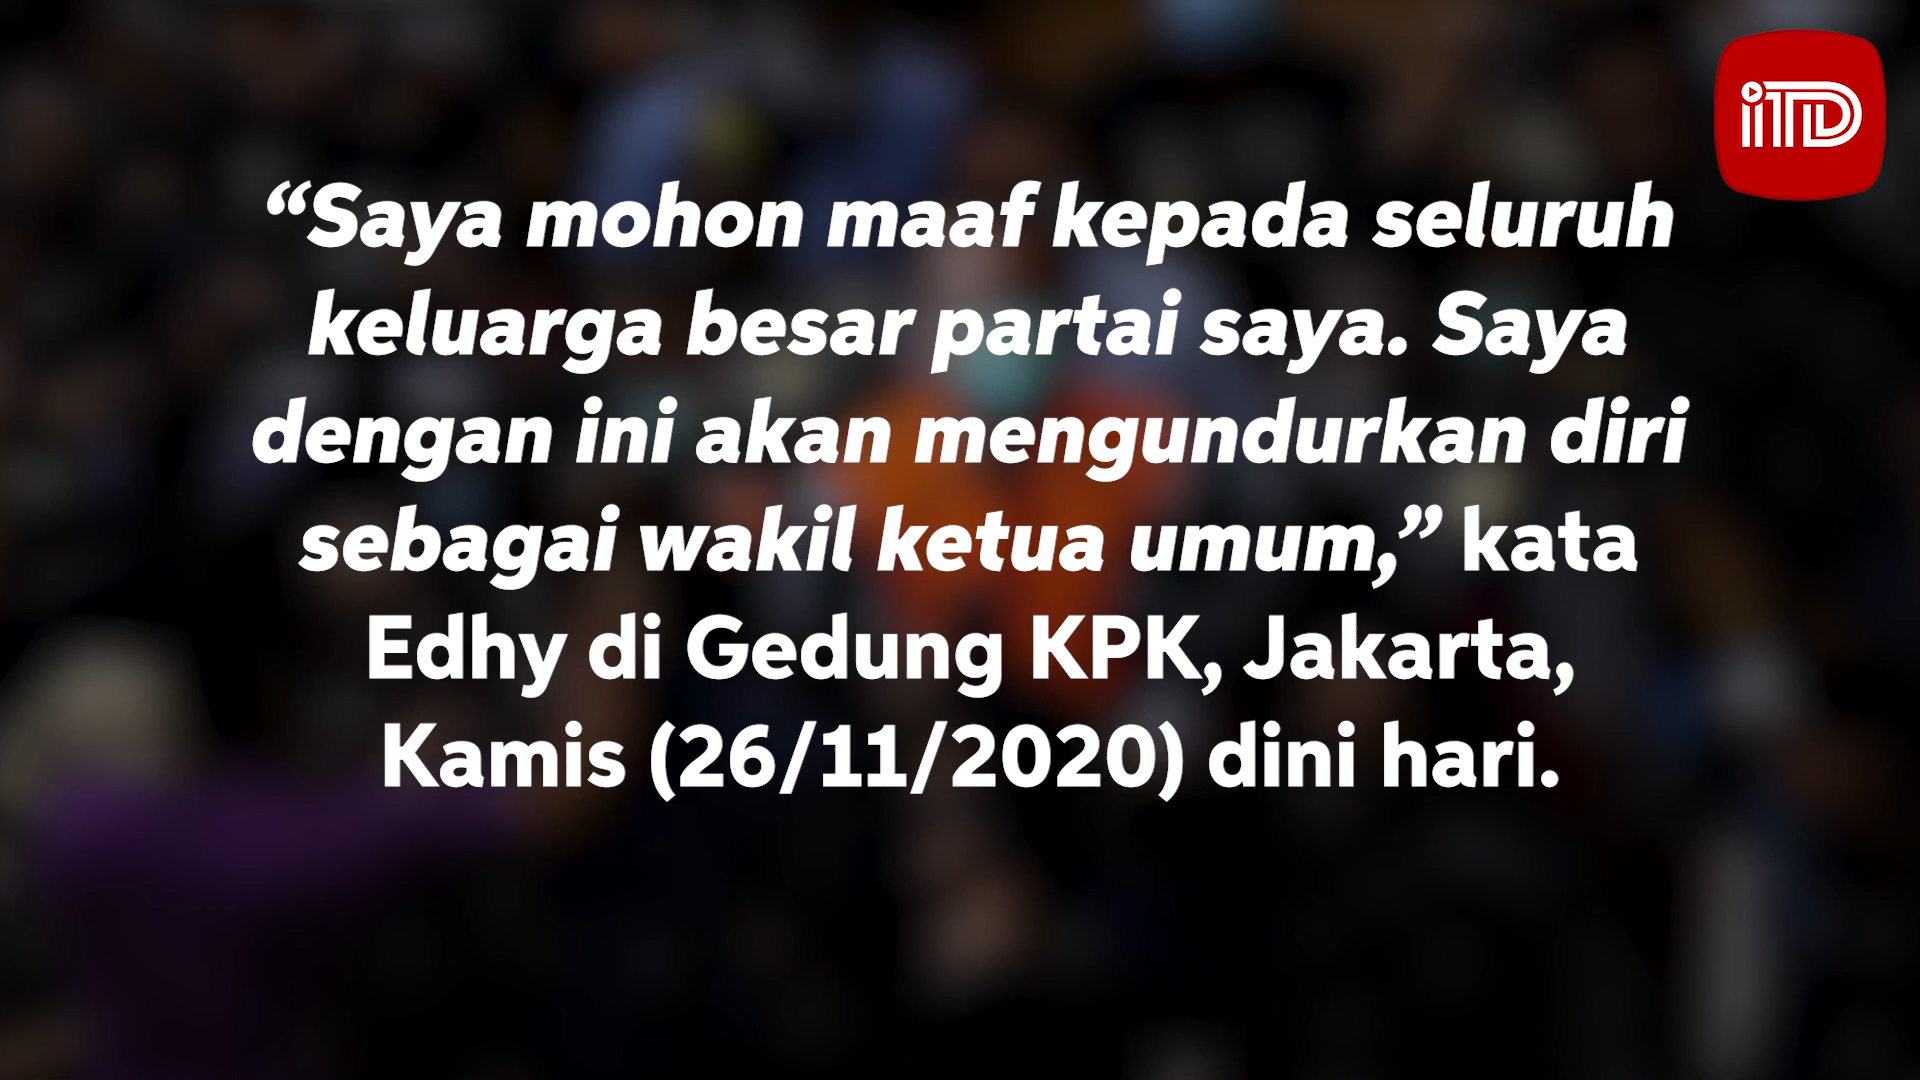 iTD
“Saya mohon maaf kepada seluruh
keluarga besar partai saya. Saya
dengan ini akan mengundurkan diri
sebagai wakil ketua umum,” kata
Edhy di Gedung KPK, Jakarta,
Kamis (26/11/2020) dini hari.